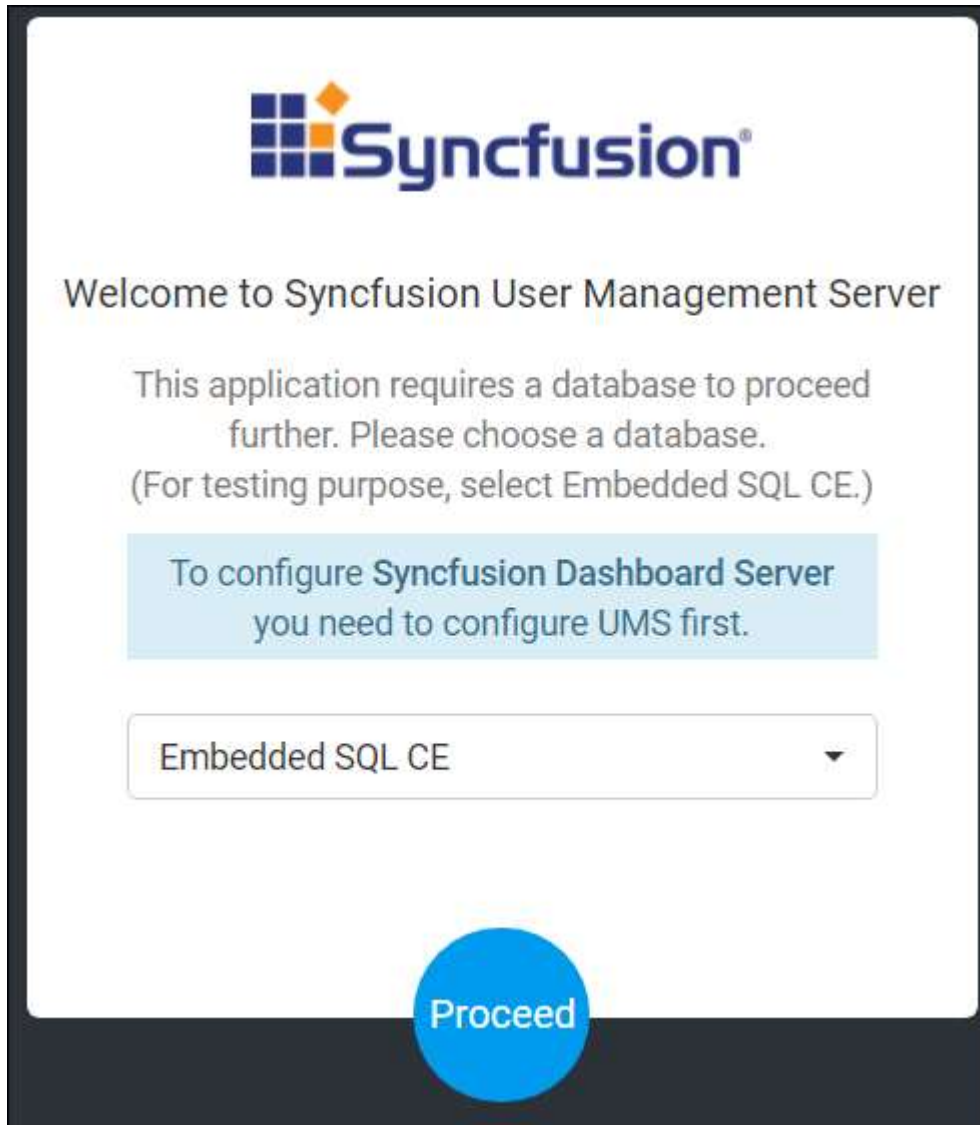 Syncfusion®
Welcome to Syncfusion User Management Server
This application requires a database to proceed
further. Please choose a database.
(For testing purpose, select Embedded SQL CE.)
To configure Syncfusion Dashboard Server
you need to configure UMS first.
Embedded SQL CE
Proceed